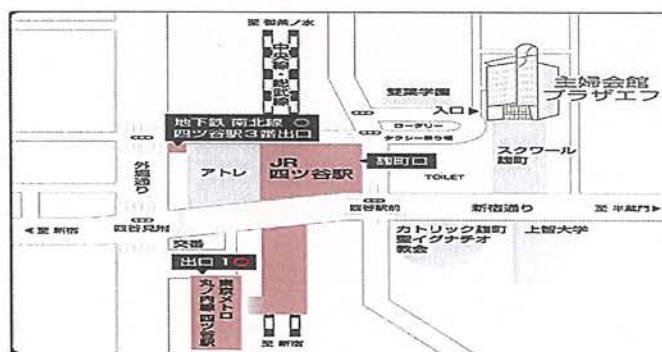 至 御茶ノ水
中央線・総武線
雙葉学園
主婦会館
プラザエフ
入口▶
ロータリー
タクシー乗り場
地下鉄 南北線
四ツ谷駅3番出口
外堀通り
アトレ
JR
四ツ谷駅
麹町口
TOILET
スクワール
麹町
四谷駅前
新宿通り
至 半蔵門▶
◀至 新宿
四谷見附
交番
カトリック麹町
聖イグナチオ
教会
上智大学
出口 1
東京メトロ
丸ノ内線 四ツ谷駅
至 新宿